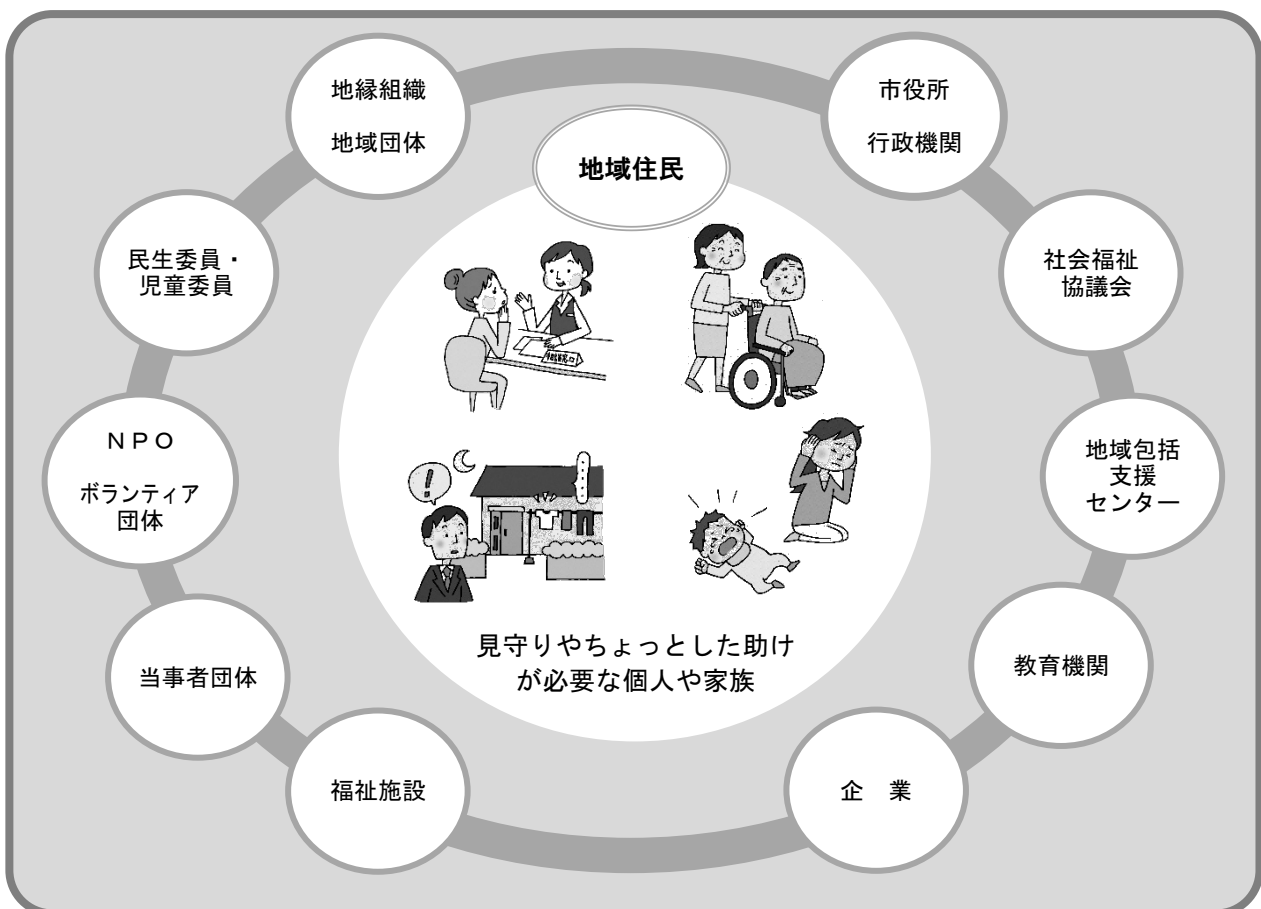 地縁組織
地域団体
市役所
行政機関
地域住民
民生委員・
児童委員
社会福祉
協議会
NPO
ボランティア
団体
地域包括
支援
センター
!
見守りやちょっとした助け
が必要な個人や家族
当事者団体
教育機関
福祉施設
企　業